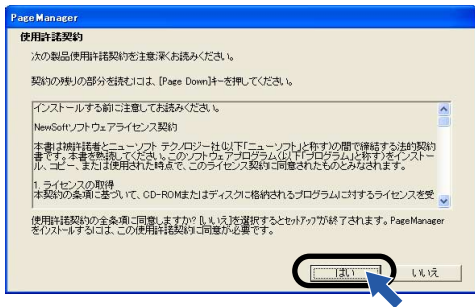 PageManager
使用許諾契約
次の製品使用許諾契約を注意深くお読みください。
契約の残りの部分を読むには、[Page Down]キーを押してください。
インストールする前に注意してお読みください。
NewSoftソフトウェアライセンス契約
本書は被許諾者とニューソフト テクノロジー社(以下「ニューソフト」と称す)の間で締結する法的契約
書です。本書を熟読してください。このソフトウェアプログラム(以下「プログラム」と称す)をインストー
ル、コピー、または使用された時点で、このライセンス契約に同意されたものとみなされます。
1. ライセンスの取得
本契約の条項に基づいて、CD-ROMまたはディスクに格納されるプログラムに対するライセンスを受
使用許諾契約の全条項に同意しますか? [いいえ]を選択するとセットアップが終了されます。PageManager
をインストールするには、この使用許諾契約に同意が必要です。
はい
いいえ